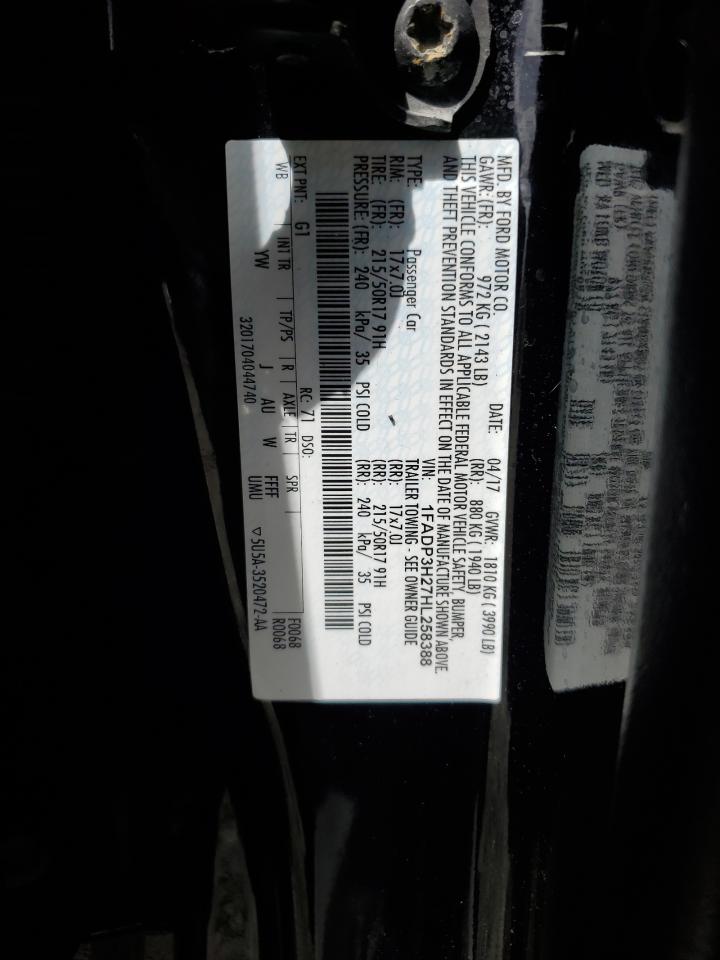 MFD. BY FORD MOTOR CO.
DATE: 04/17 GVWR: 1810 KG ( 3990 LB)
GAWR: (FR): 972 KG ( 2143 LB) (RR): 880 KG ( 1940 LB)
THIS VEHICLE CONFORMS TO ALL APPLICABLE FEDERAL MOTOR VEHICLE SAFETY, BUMPER,
AND THEFT PREVENTION STANDARDS IN EFFECT ON THE DATE OF MANUFACTURE SHOWN ABOVE.
VIN: 1FADP3H27HL258388
TYPE: Passenger Car TRAILER TOWING - SEE OWNER GUIDE
RIM: (FR): 17x7.0J (RR): 17x7.0J
TIRE: (FR): 215/50R17 91H (RR): 215/50R17 91H
PRESSURE: (FR): 240 kPa/ 35 PSI COLD (RR): 240 kPa/ 35 PSI COLD
EXT PNT: G1 RC: 71 DSO: F0068
WB INT TR TP/PS R AXLE TR SPR R0068
YW J AU W FFFF
3201704044740 UMU ▽5U5A-3520472-AA